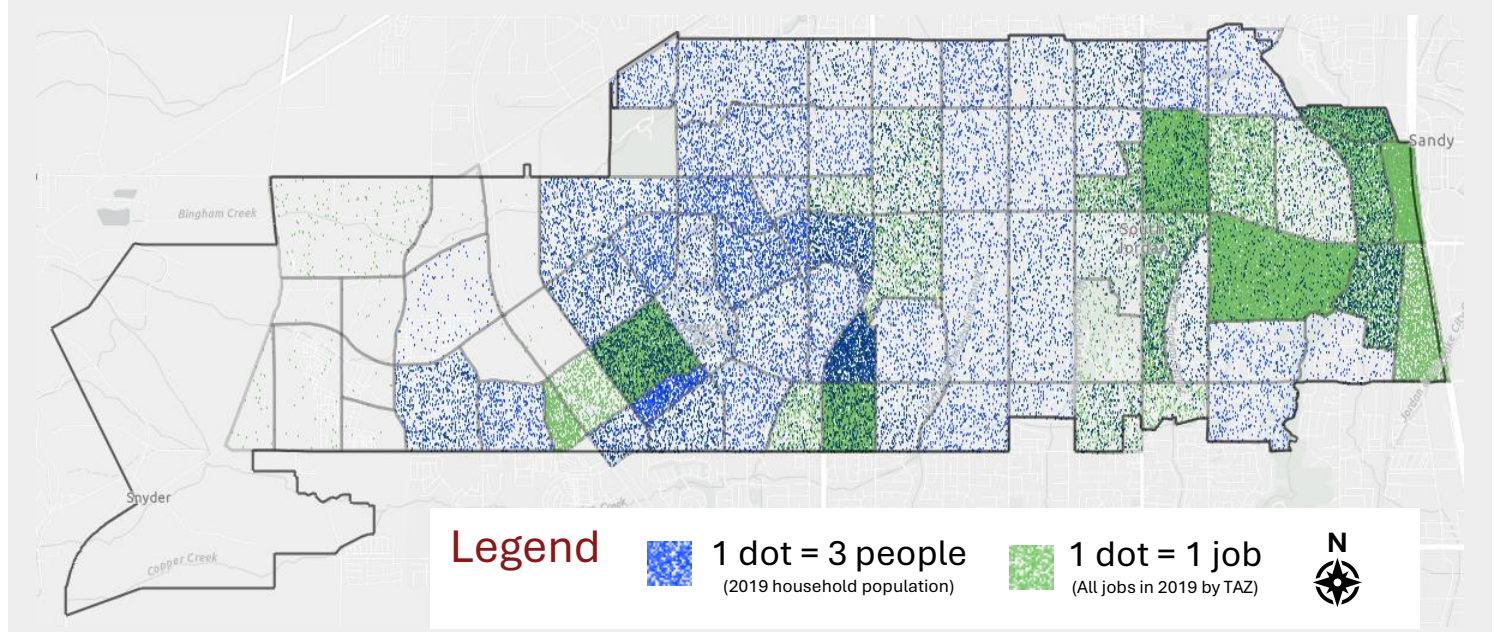 Sandy
Bingham Creek
South
Jordan
Snyder
Copper Creek
Creek
Legend
1 dot = 3 people
(2019 household population)
1 dot = 1 job
(All jobs in 2019 by TAZ)
N